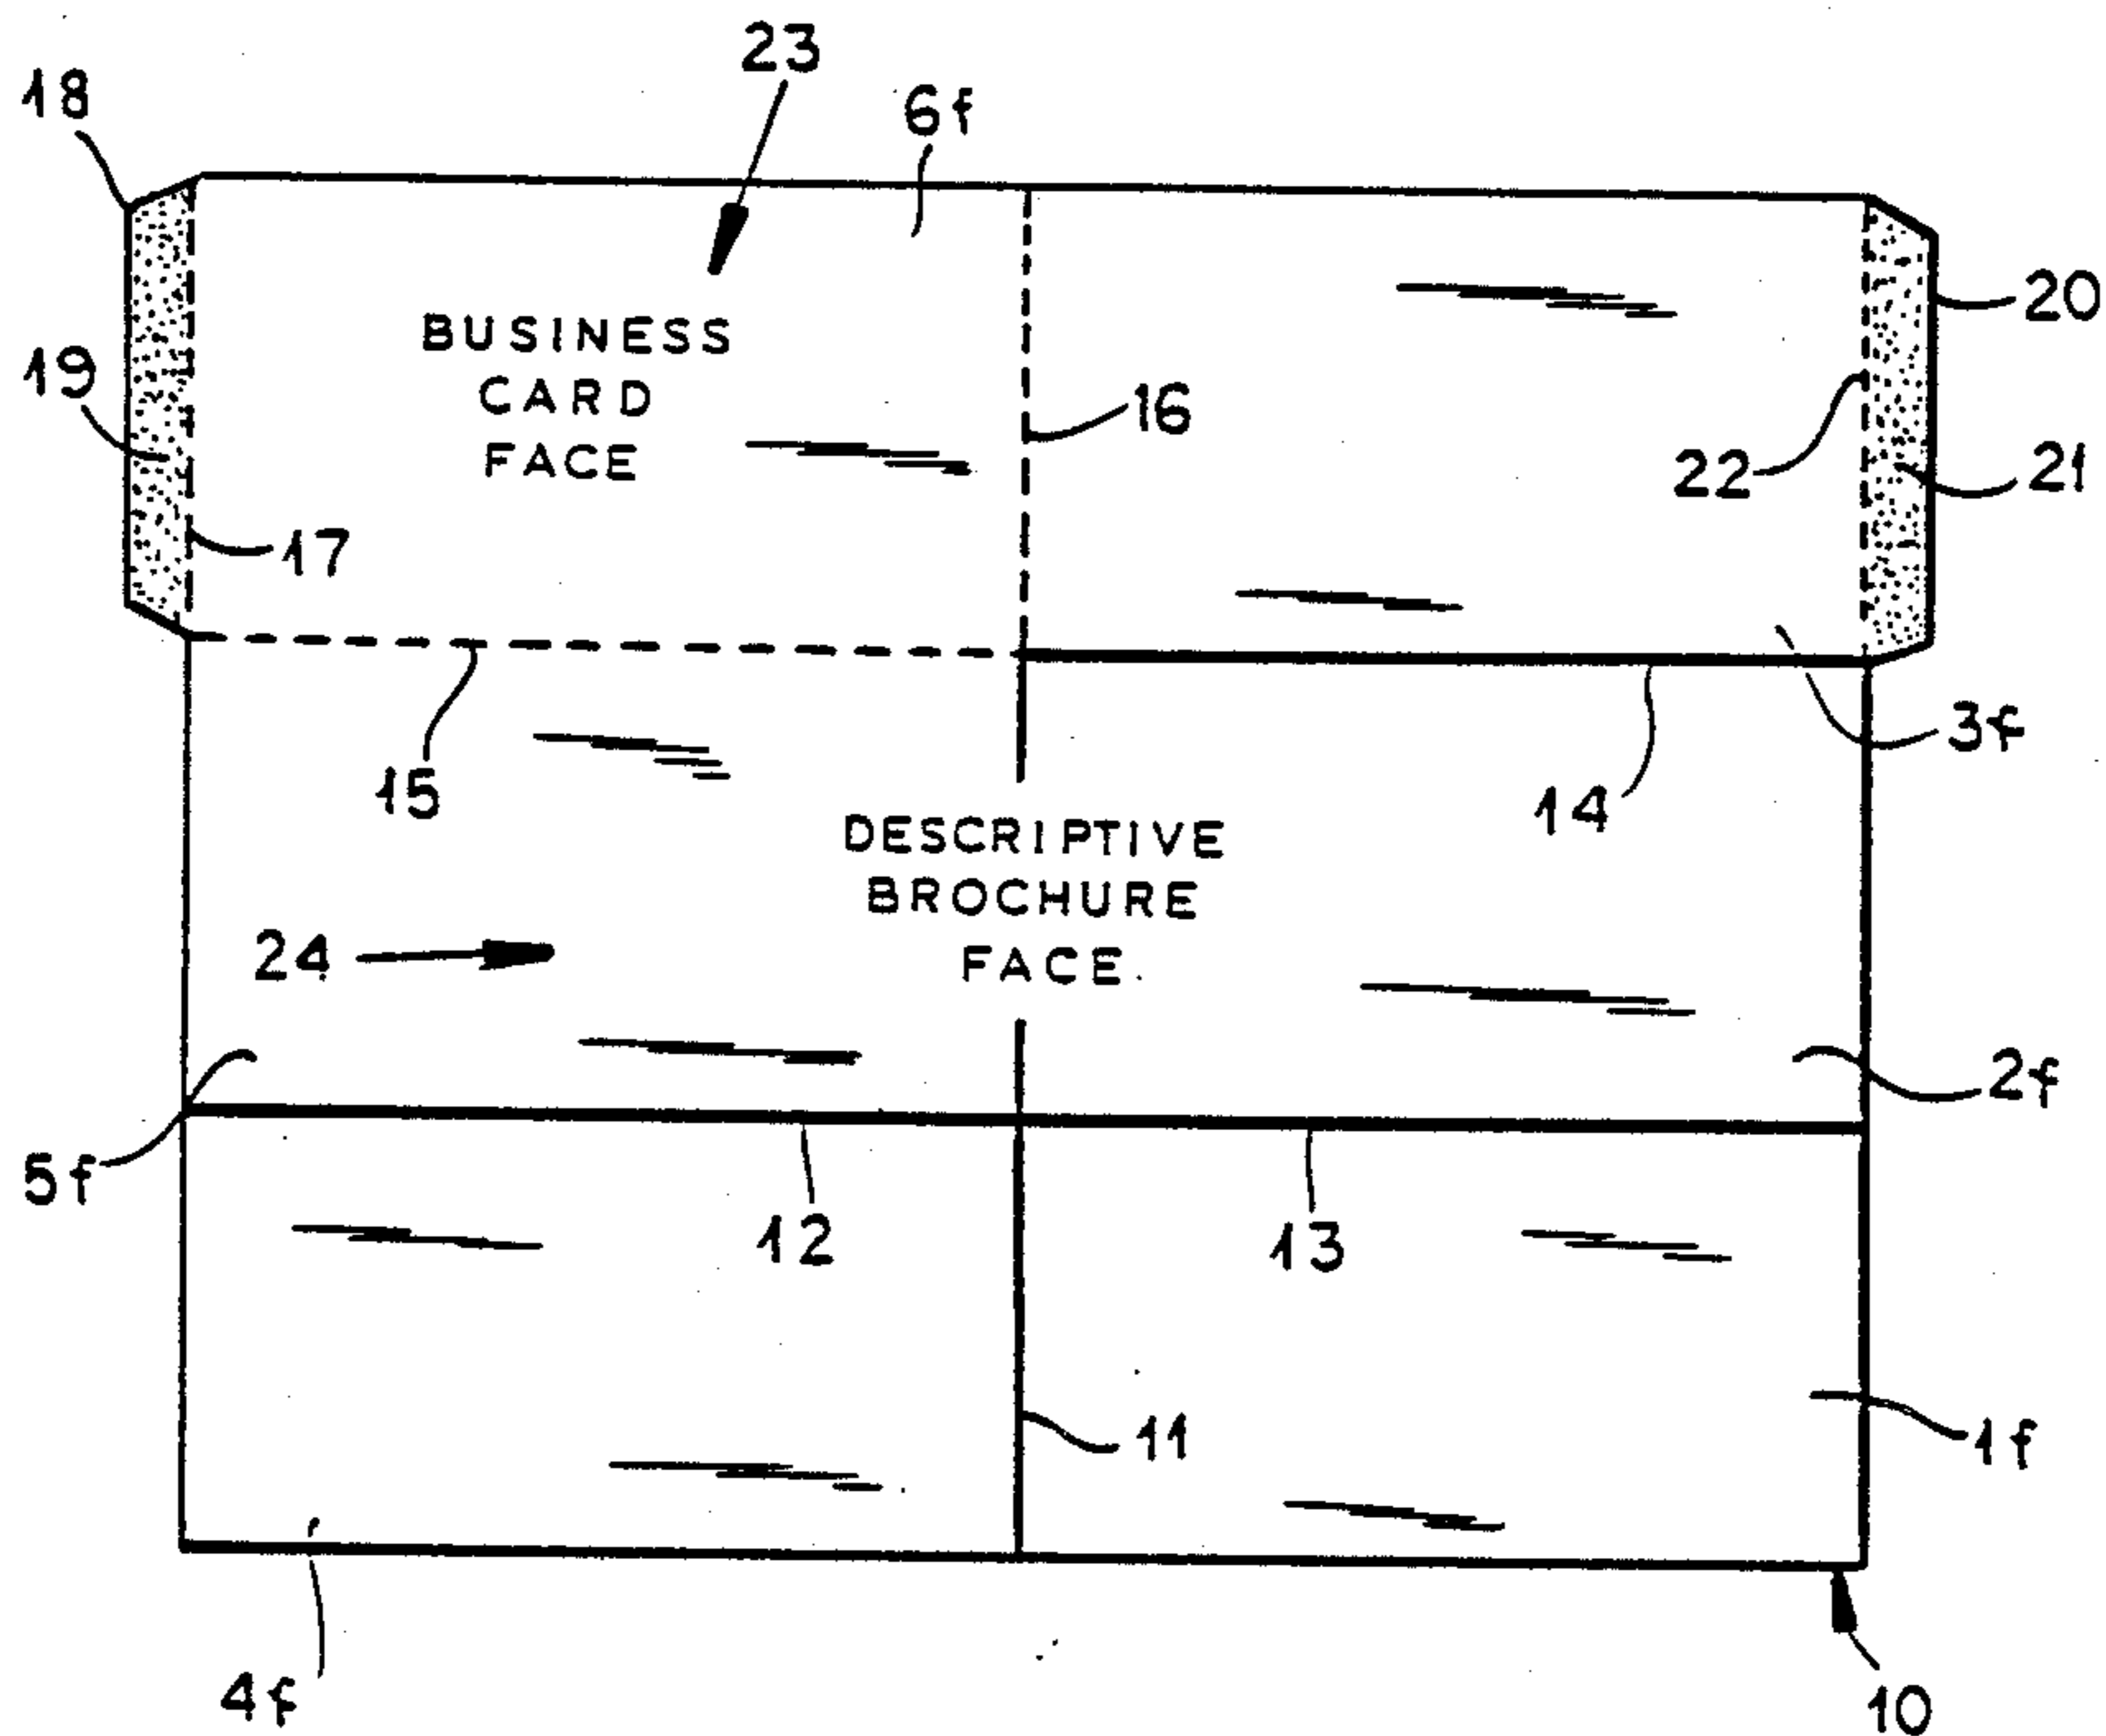 23
18
6f
20
BUSINESS
CARD
FACE
19
16
22
21
17
3f
15
14
DESCRIPTIVE
BROCHURE
FACE
24
2f
5f
12
13
11
1f
4f
10